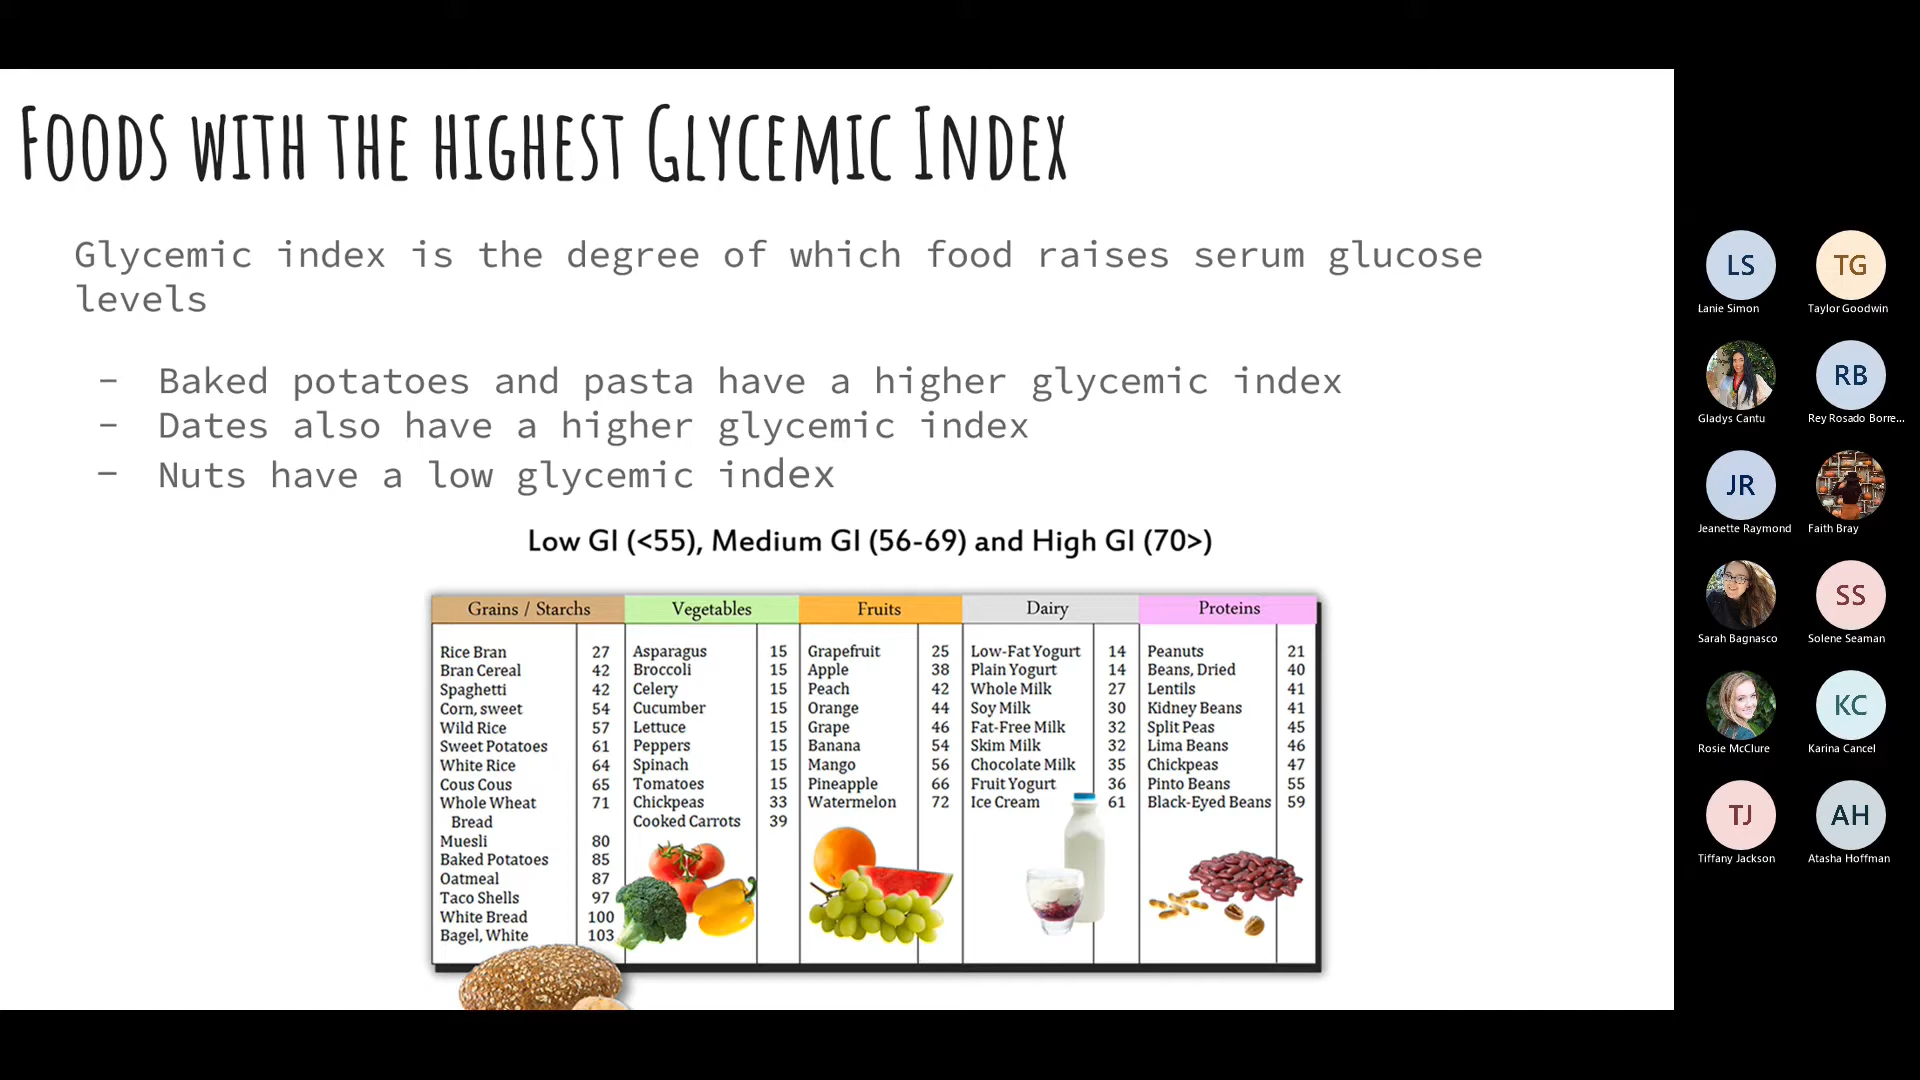 Foods with the highest Glycemic Index
Glycemic index is the degree of which food raises serum glucose
levels
- Baked potatoes and pasta have a higher glycemic index
- Dates also have a higher glycemic index
- Nuts have a low glycemic index
Low GI (<55), Medium GI (56-69) and High GI (70>)
Grains / Starchs
Rice Bran 27
Bran Cereal 42
Spaghetti 42
Corn, sweet 54
Wild Rice 57
Sweet Potatoes 61
White Rice 64
Cous Cous 65
Whole Wheat 71
Bread
Muesli 80
Baked Potatoes 85
Oatmeal 87
Taco Shells 97
White Bread 100
Bagel, White 103
Vegetables
Asparagus 15
Broccoli 15
Celery 15
Cucumber 15
Lettuce 15
Peppers 15
Spinach 15
Tomatoes 15
Chickpeas 33
Cooked Carrots 39
Fruits
Grapefruit 25
Apple 38
Peach 42
Orange 44
Grape 46
Banana 54
Mango 56
Pineapple 66
Watermelon 72
Dairy
Low-Fat Yogurt 14
Plain Yogurt 14
Whole Milk 27
Soy Milk 30
Fat-Free Milk 32
Skim Milk 32
Chocolate Milk 35
Fruit Yogurt 36
Ice Cream 61
Proteins
Peanuts 21
Beans, Dried 40
Lentils 41
Kidney Beans 41
Split Peas 45
Lima Beans 46
Chickpeas 47
Pinto Beans 55
Black-Eyed Beans 59
LS
Lanie Simon
TG
Taylor Goodwin
Gladys Cantu
RB
Rey Rosado Borre...
JR
Jeanette Raymond
Faith Bray
Sarah Bagnasco
SS
Solene Seaman
Rosie McClure
KC
Karina Cancel
TJ
Tiffany Jackson
AH
Atasha Hoffman